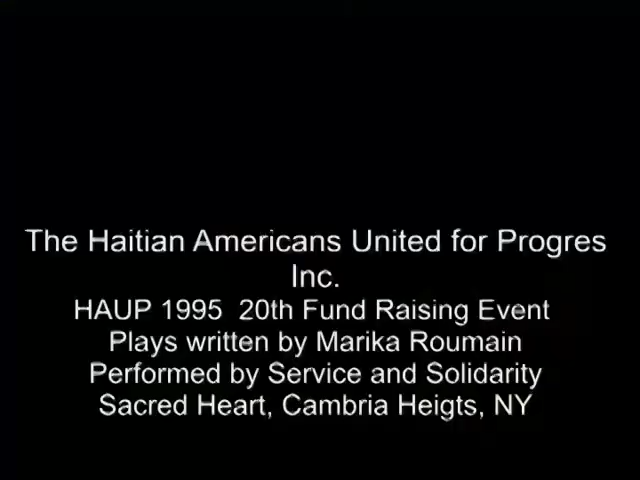 The Haitian Americans United for Progres
Inc.
HAUP 1995  20th Fund Raising Event
Plays written by Marika Roumain
Performed by Service and Solidarity
Sacred Heart, Cambria Heigts, NY